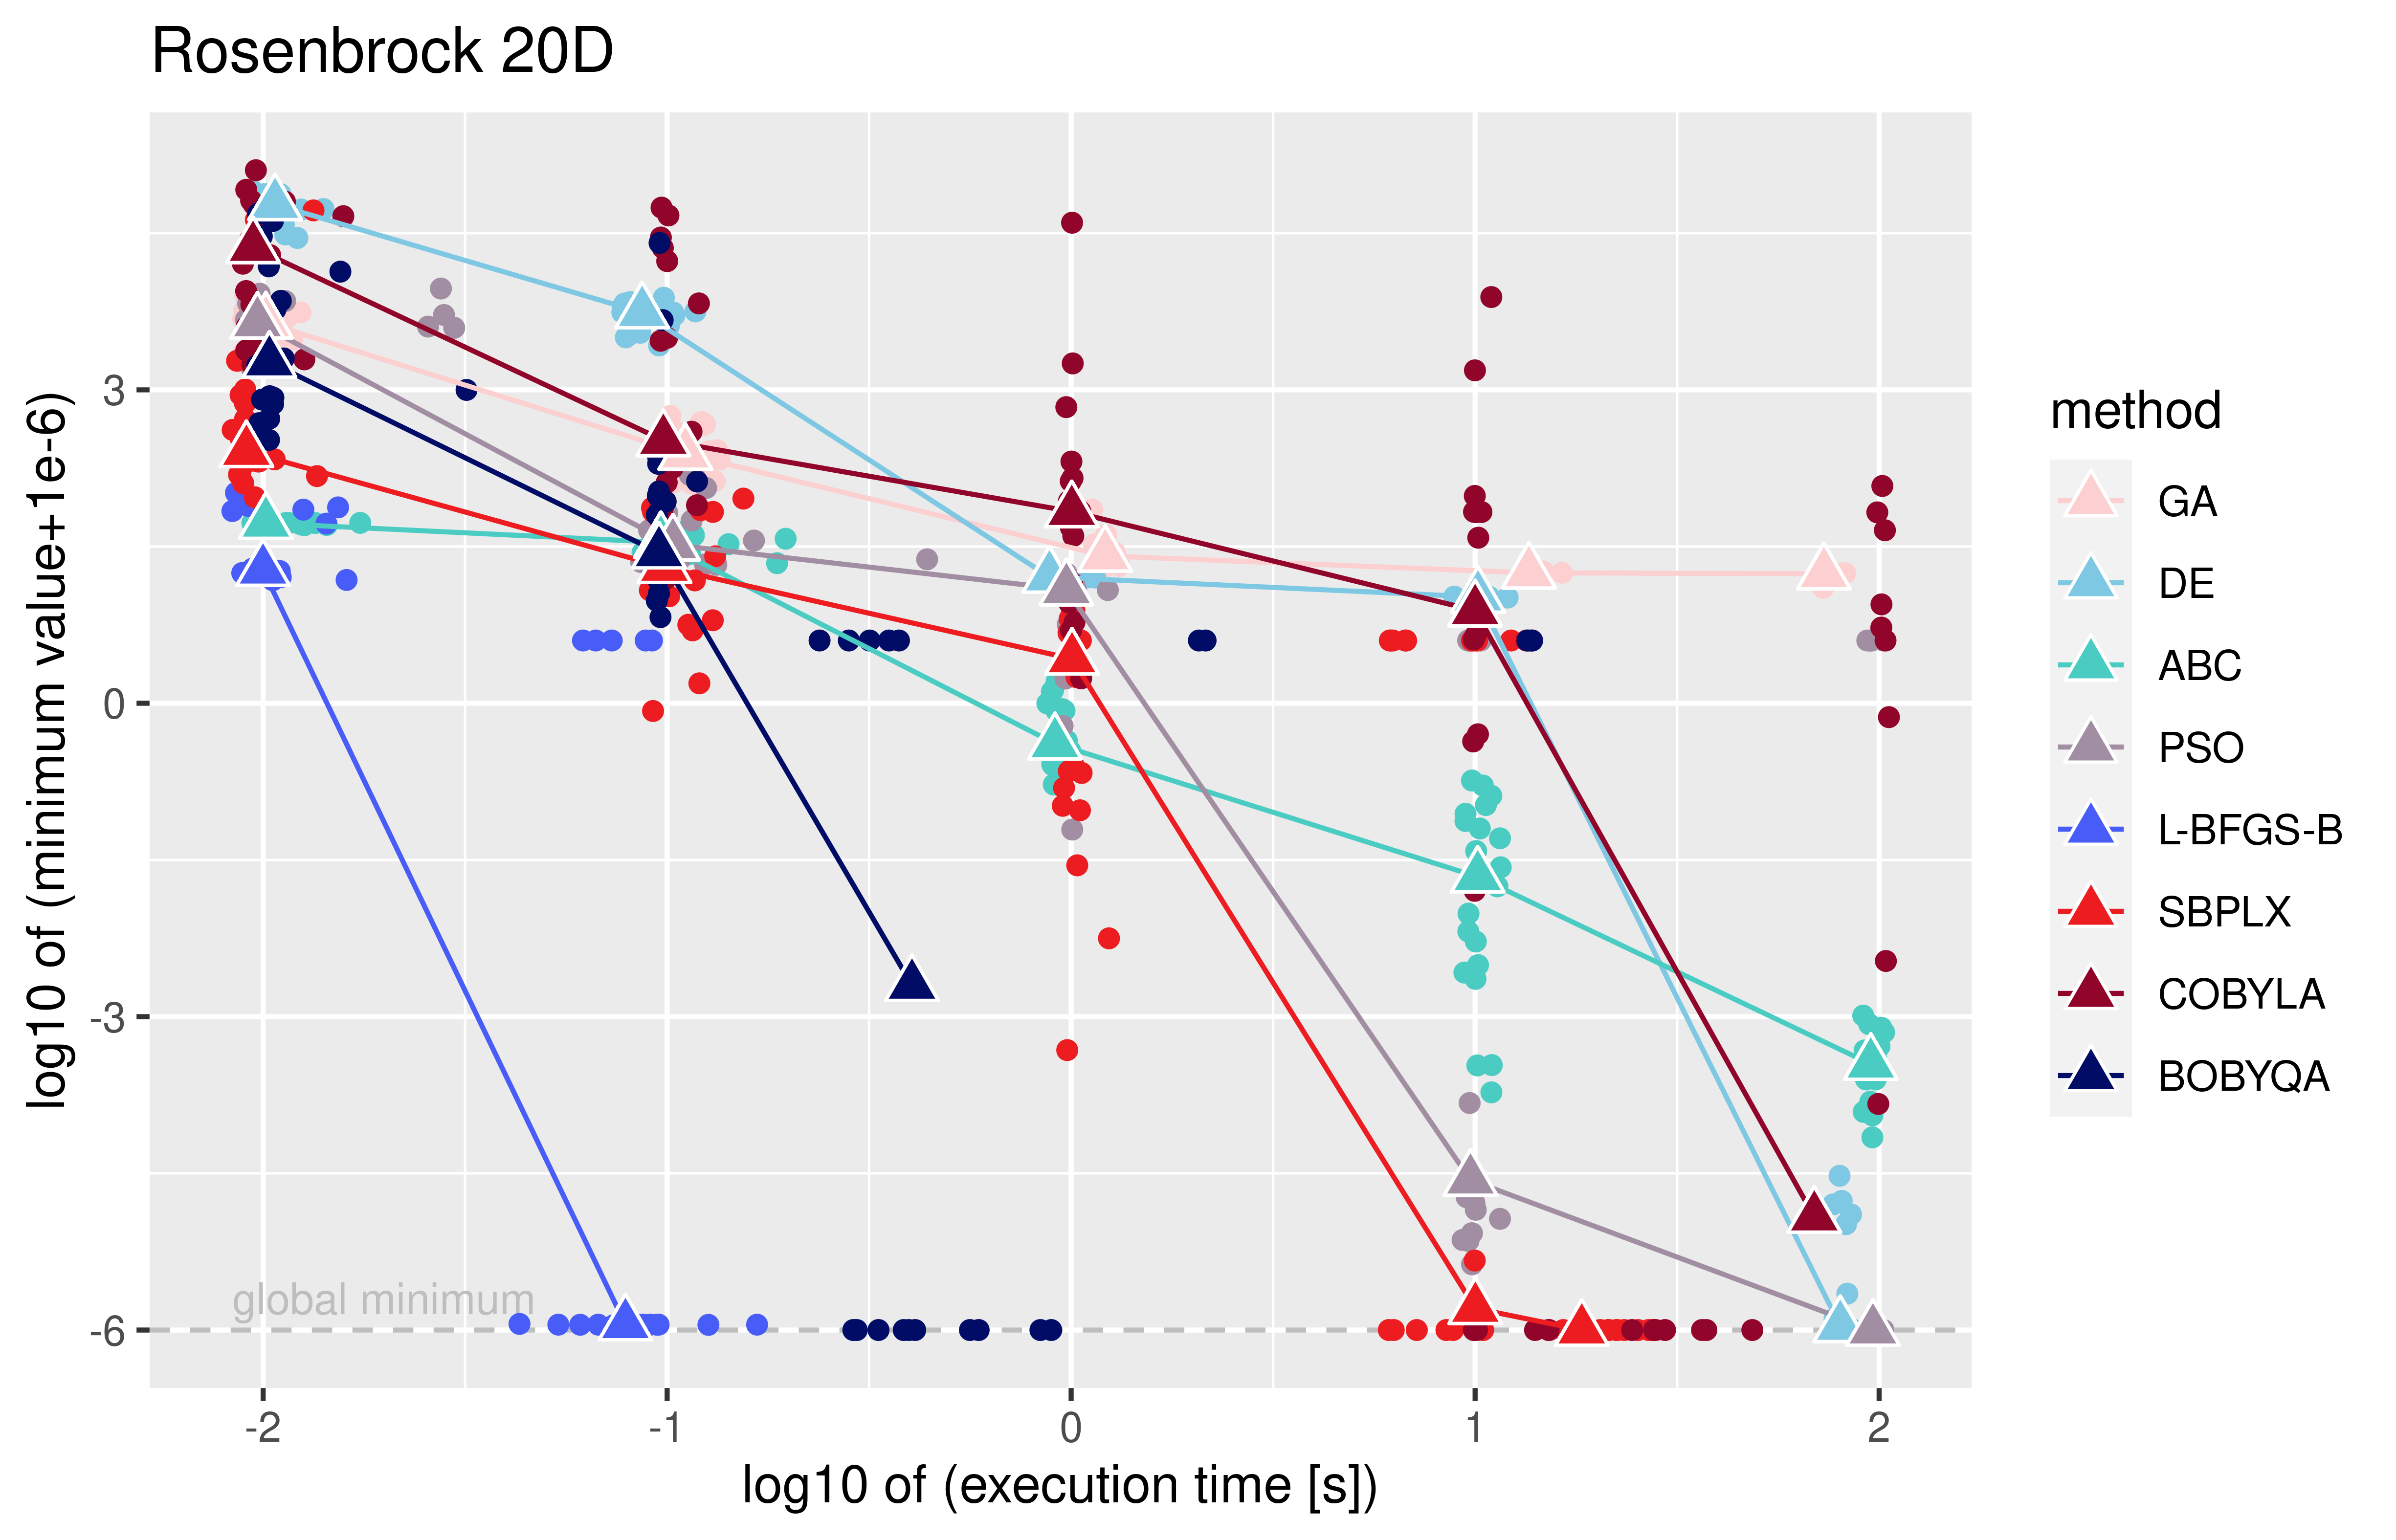 Rosenbrock 20D
log10 of (minimum value+1e-6)
3
0
-3
-6
global minimum
-2
-1
0
1
2
log10 of (execution time [s])
method
GA
DE
ABC
PSO
L-BFGS-B
SBPLX
COBYLA
BOBYQA